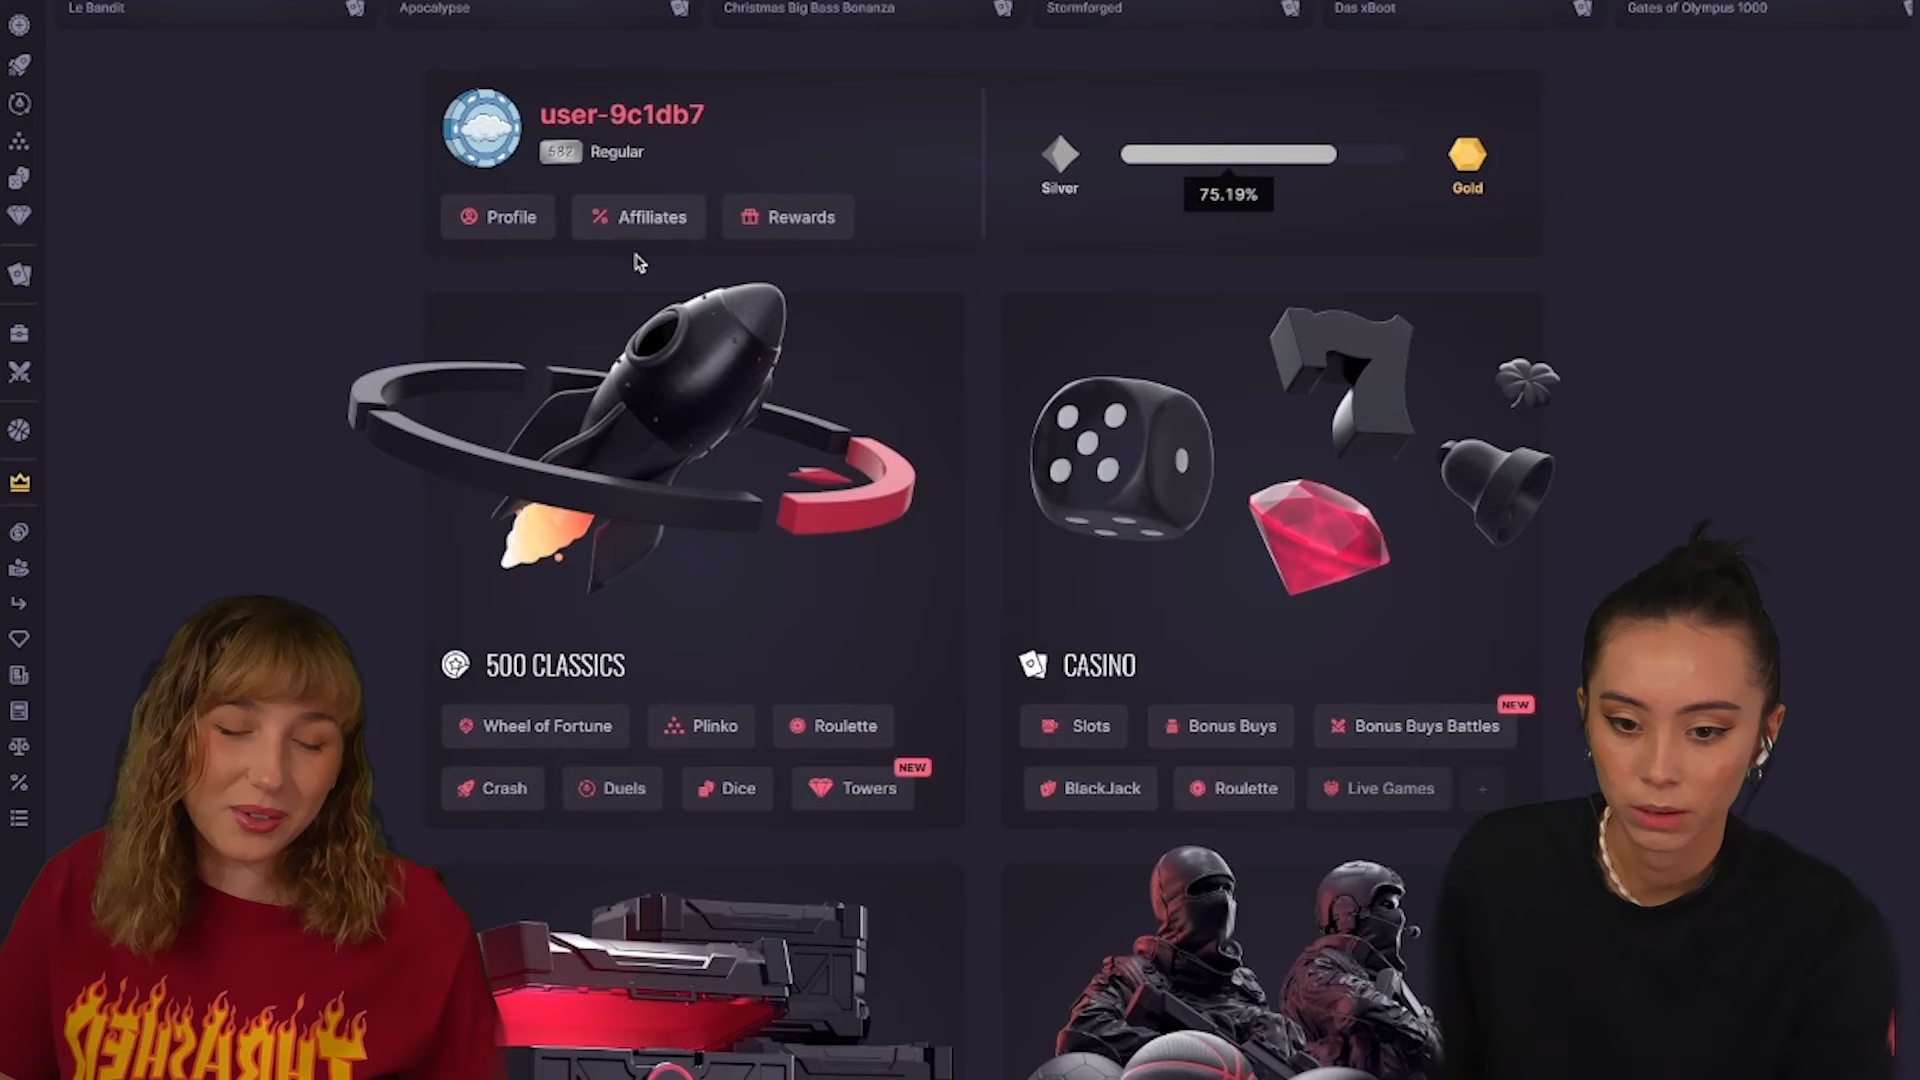 Le Bandit
Apocalypse
Christmas Big Bass Bonanza
Stormforged
Das xBoot
Gates of Olympus 1000
user-9c1db7
582 Regular
Profile
Affiliates
Rewards
Silver
75.19%
Gold
500 CLASSICS
Wheel of Fortune
Plinko
Roulette
Crash
Duels
Dice
Towers
NEW
CASINO
Slots
Bonus Buys
Bonus Buys Battles
NEW
BlackJack
Roulette
Live Games
+
THRASHER